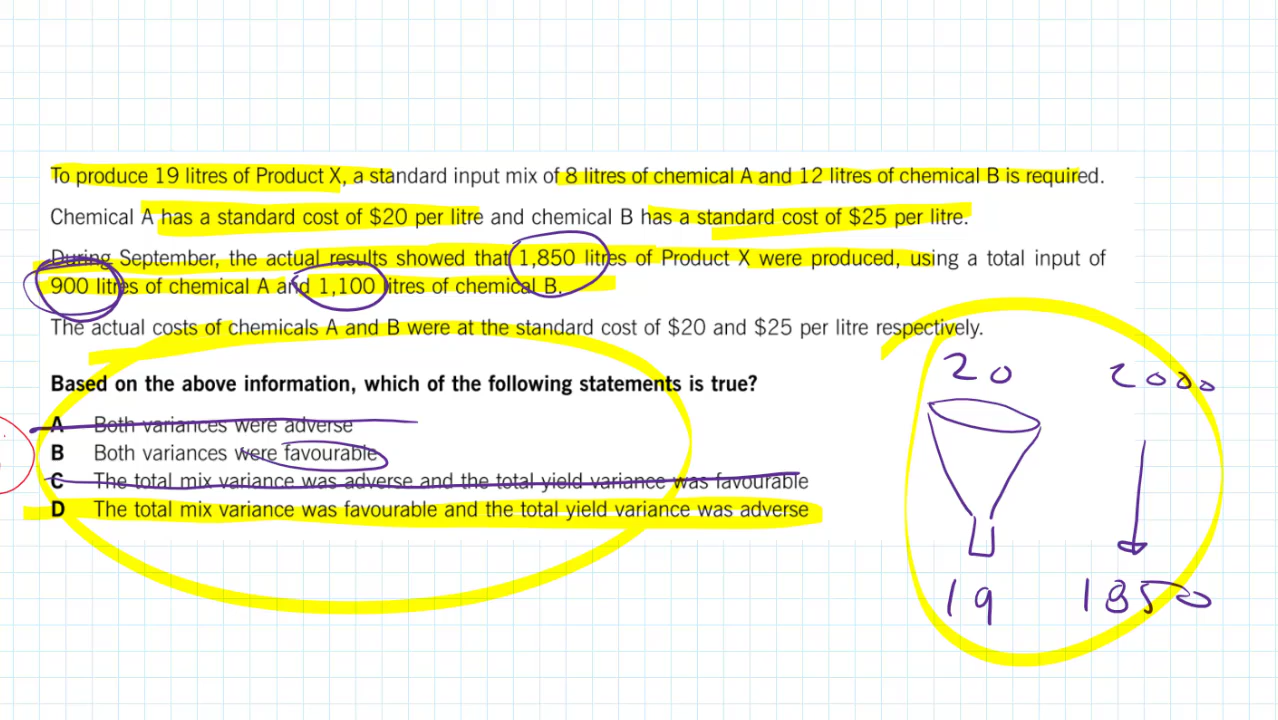 To produce 19 litres of Product X, a standard input mix of 8 litres of chemical A and 12 litres of chemical B is required.
Chemical A has a standard cost of $20 per litre and chemical B has a standard cost of $25 per litre.
During September, the actual results showed that 1,850 litres of Product X were produced, using a total input of
900 litres of chemical A and 1,100 litres of chemical B.
The actual costs of chemicals A and B were at the standard cost of $20 and $25 per litre respectively.
Based on the above information, which of the following statements is true?
A Both variances were adverse
B Both variances were favourable
C The total mix variance was adverse and the total yield variance was favourable
D The total mix variance was favourable and the total yield variance was adverse
20 2000
19 1850